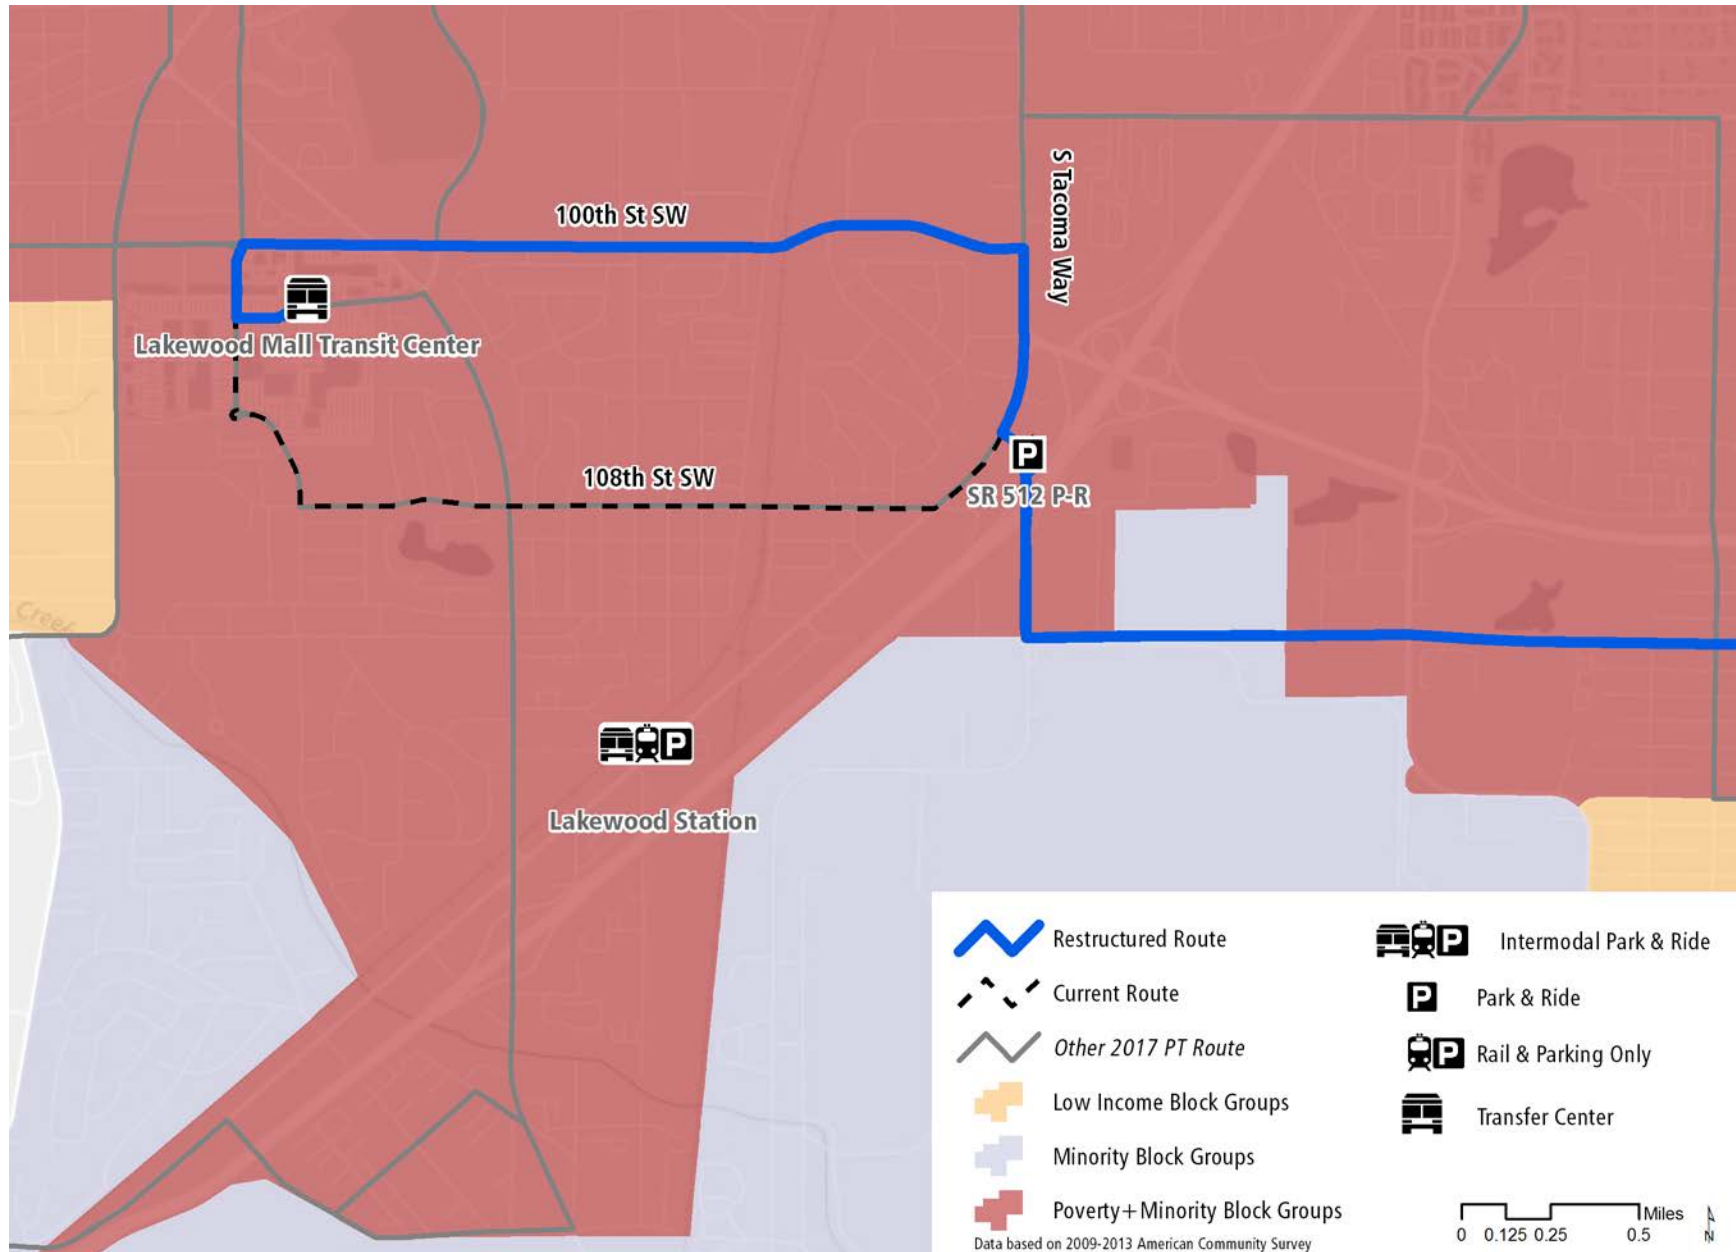 100th St SW
S Tacoma Way
Lakewood Mall Transit Center
108th St SW
P
SR 512 P-R
Creek
P
Lakewood Station
Restructured Route
Current Route
Other 2017 PT Route
Low Income Block Groups
Minority Block Groups
Poverty+Minority Block Groups
Data based on 2009-2013 American Community Survey
P Intermodal Park & Ride
P Park & Ride
P Rail & Parking Only
Transfer Center
Miles
0 0.125 0.25 0.5
N